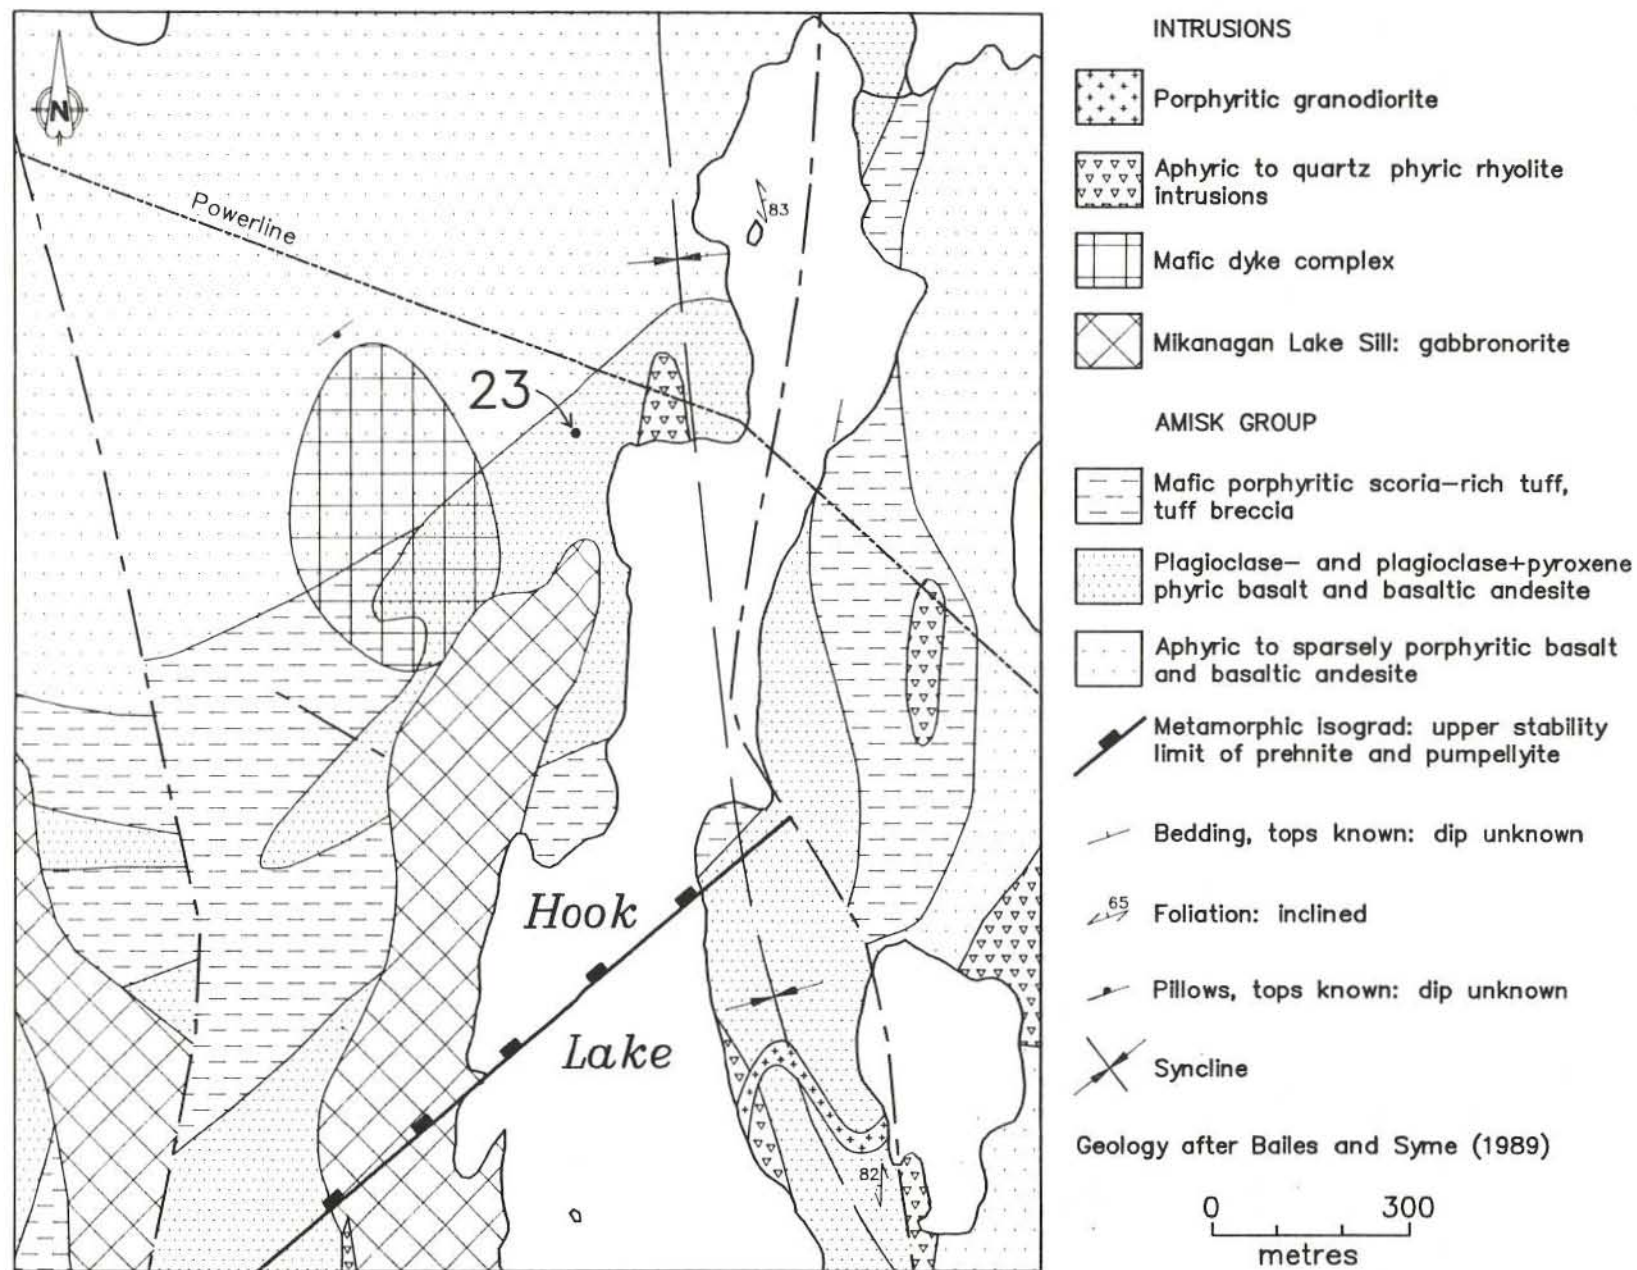 N
Powerline
83
23
Hook
Lake
82
INTRUSIONS
Porphyritic granodiorite
Aphyric to quartz phyric rhyolite
intrusions
Mafic dyke complex
Mikanagan Lake Sill: gabbronorite
AMISK GROUP
Mafic porphyritic scoria-rich tuff,
tuff breccia
Plagioclase- and plagioclase+pyroxene
phyric basalt and basaltic andesite
Aphyric to sparsely porphyritic basalt
and basaltic andesite
Metamorphic isograd: upper stability
limit of prehnite and pumpellyite
Bedding, tops known: dip unknown
65
Foliation: inclined
Pillows, tops known: dip unknown
Syncline
Geology after Bailes and Syme (1989)
0 300
metres